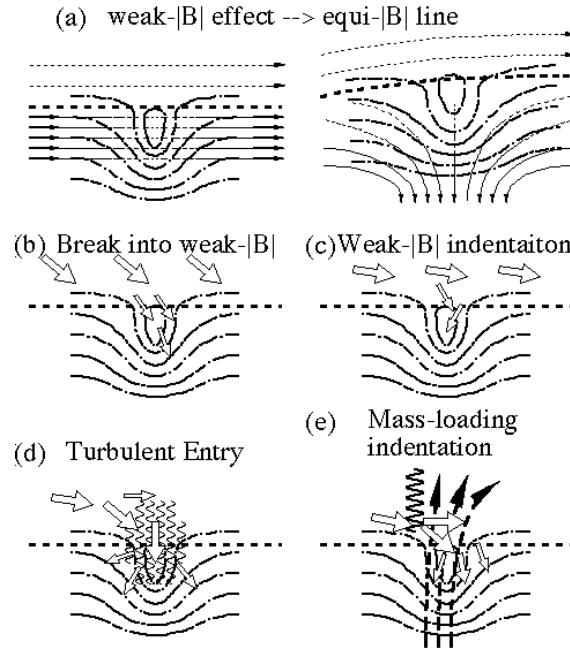 (a) weak-|B| effect --> equi-|B| line
(b) Break into weak-|B|
(c) Weak-|B| indentaiton
(d) Turbulent Entry
(e) Mass-loading
indentation